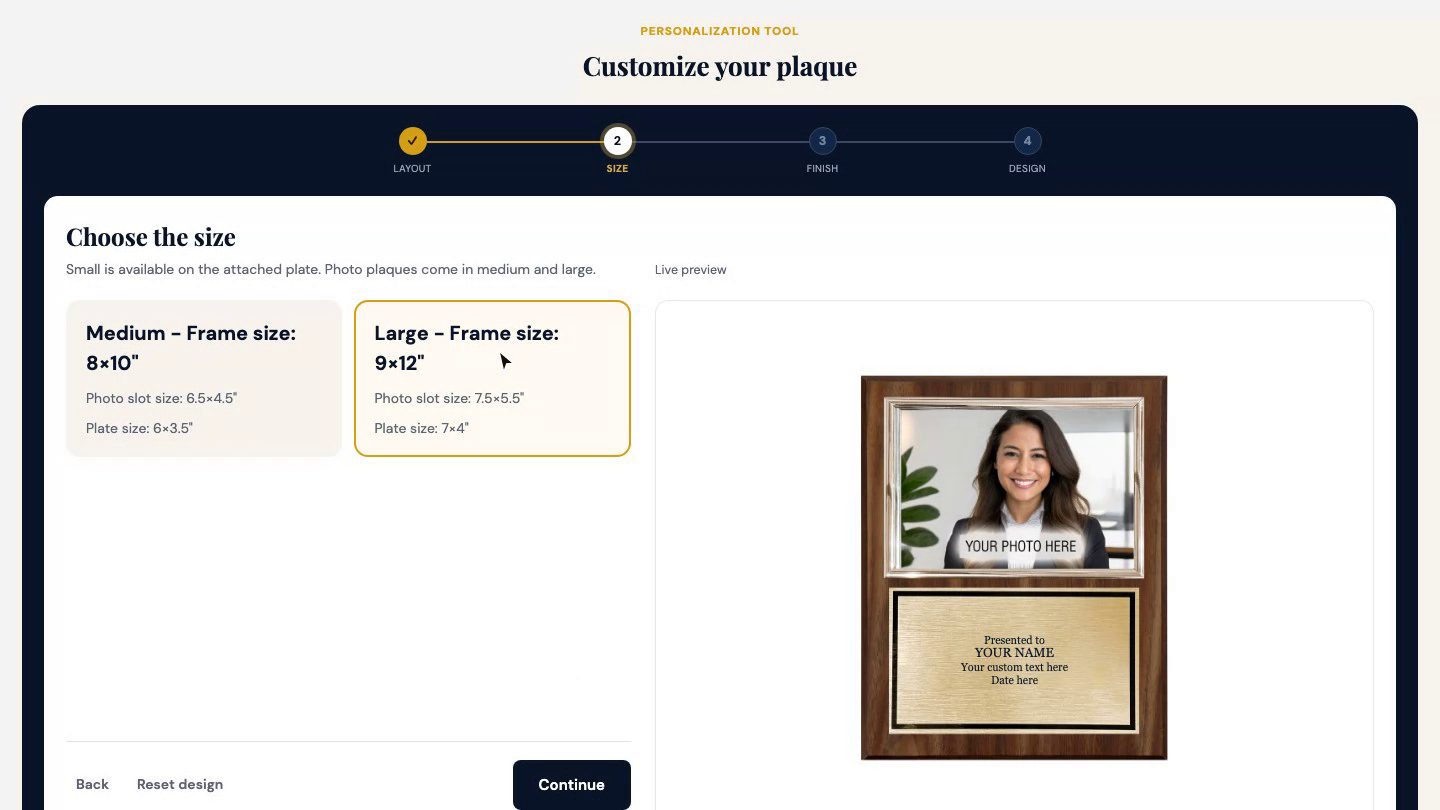 PERSONALIZATION TOOL
Customize your plaque
2
3
4
LAYOUT
SIZE
FINISH
DESIGN
Choose the size
Small is available on the attached plate. Photo plaques come in medium and large.
Live preview
Medium – Frame size:
8×10"
Photo slot size: 6.5×4.5"
Plate size: 6×3.5"
Large – Frame size:
9×12"
Photo slot size: 7.5×5.5"
Plate size: 7×4"
YOUR PHOTO HERE
Presented to
YOUR NAME
Your custom text here
Date here
Back
Reset design
Continue